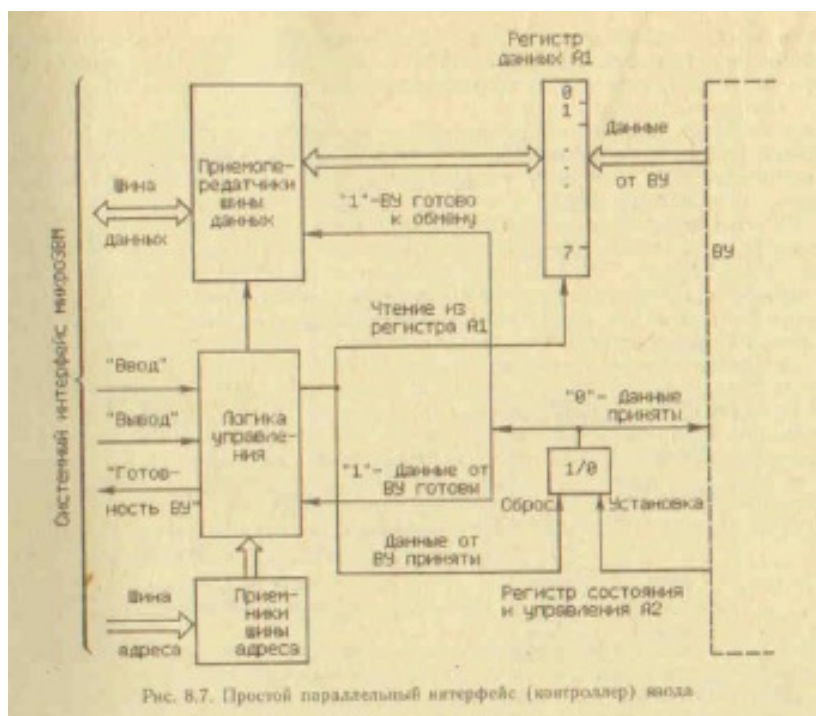 Регистр
данных А1
0
1
.
.
.
7
Данные
от ВУ
ВУ
Приемопе-
редатчики
шины
данных
Шина
данных
"1"-ВУ готово
к обмену
Системный интерфейс микроЭВМ
Чтение из
регистра А1
"Ввод"
"Вывод"
"Готов-
ность ВУ"
Логика
управле-
ния
"0"- Данные
приняты
1/0
"1"- Данные от
ВУ готовы
Сброс
Установка
Данные от
ВУ приняты
Регистр состояния
и управления А2
Шина
адреса
Прием-
ники
шины
адреса
Рис. 8.7. Простой параллельный интерфейс (контроллер) ввода